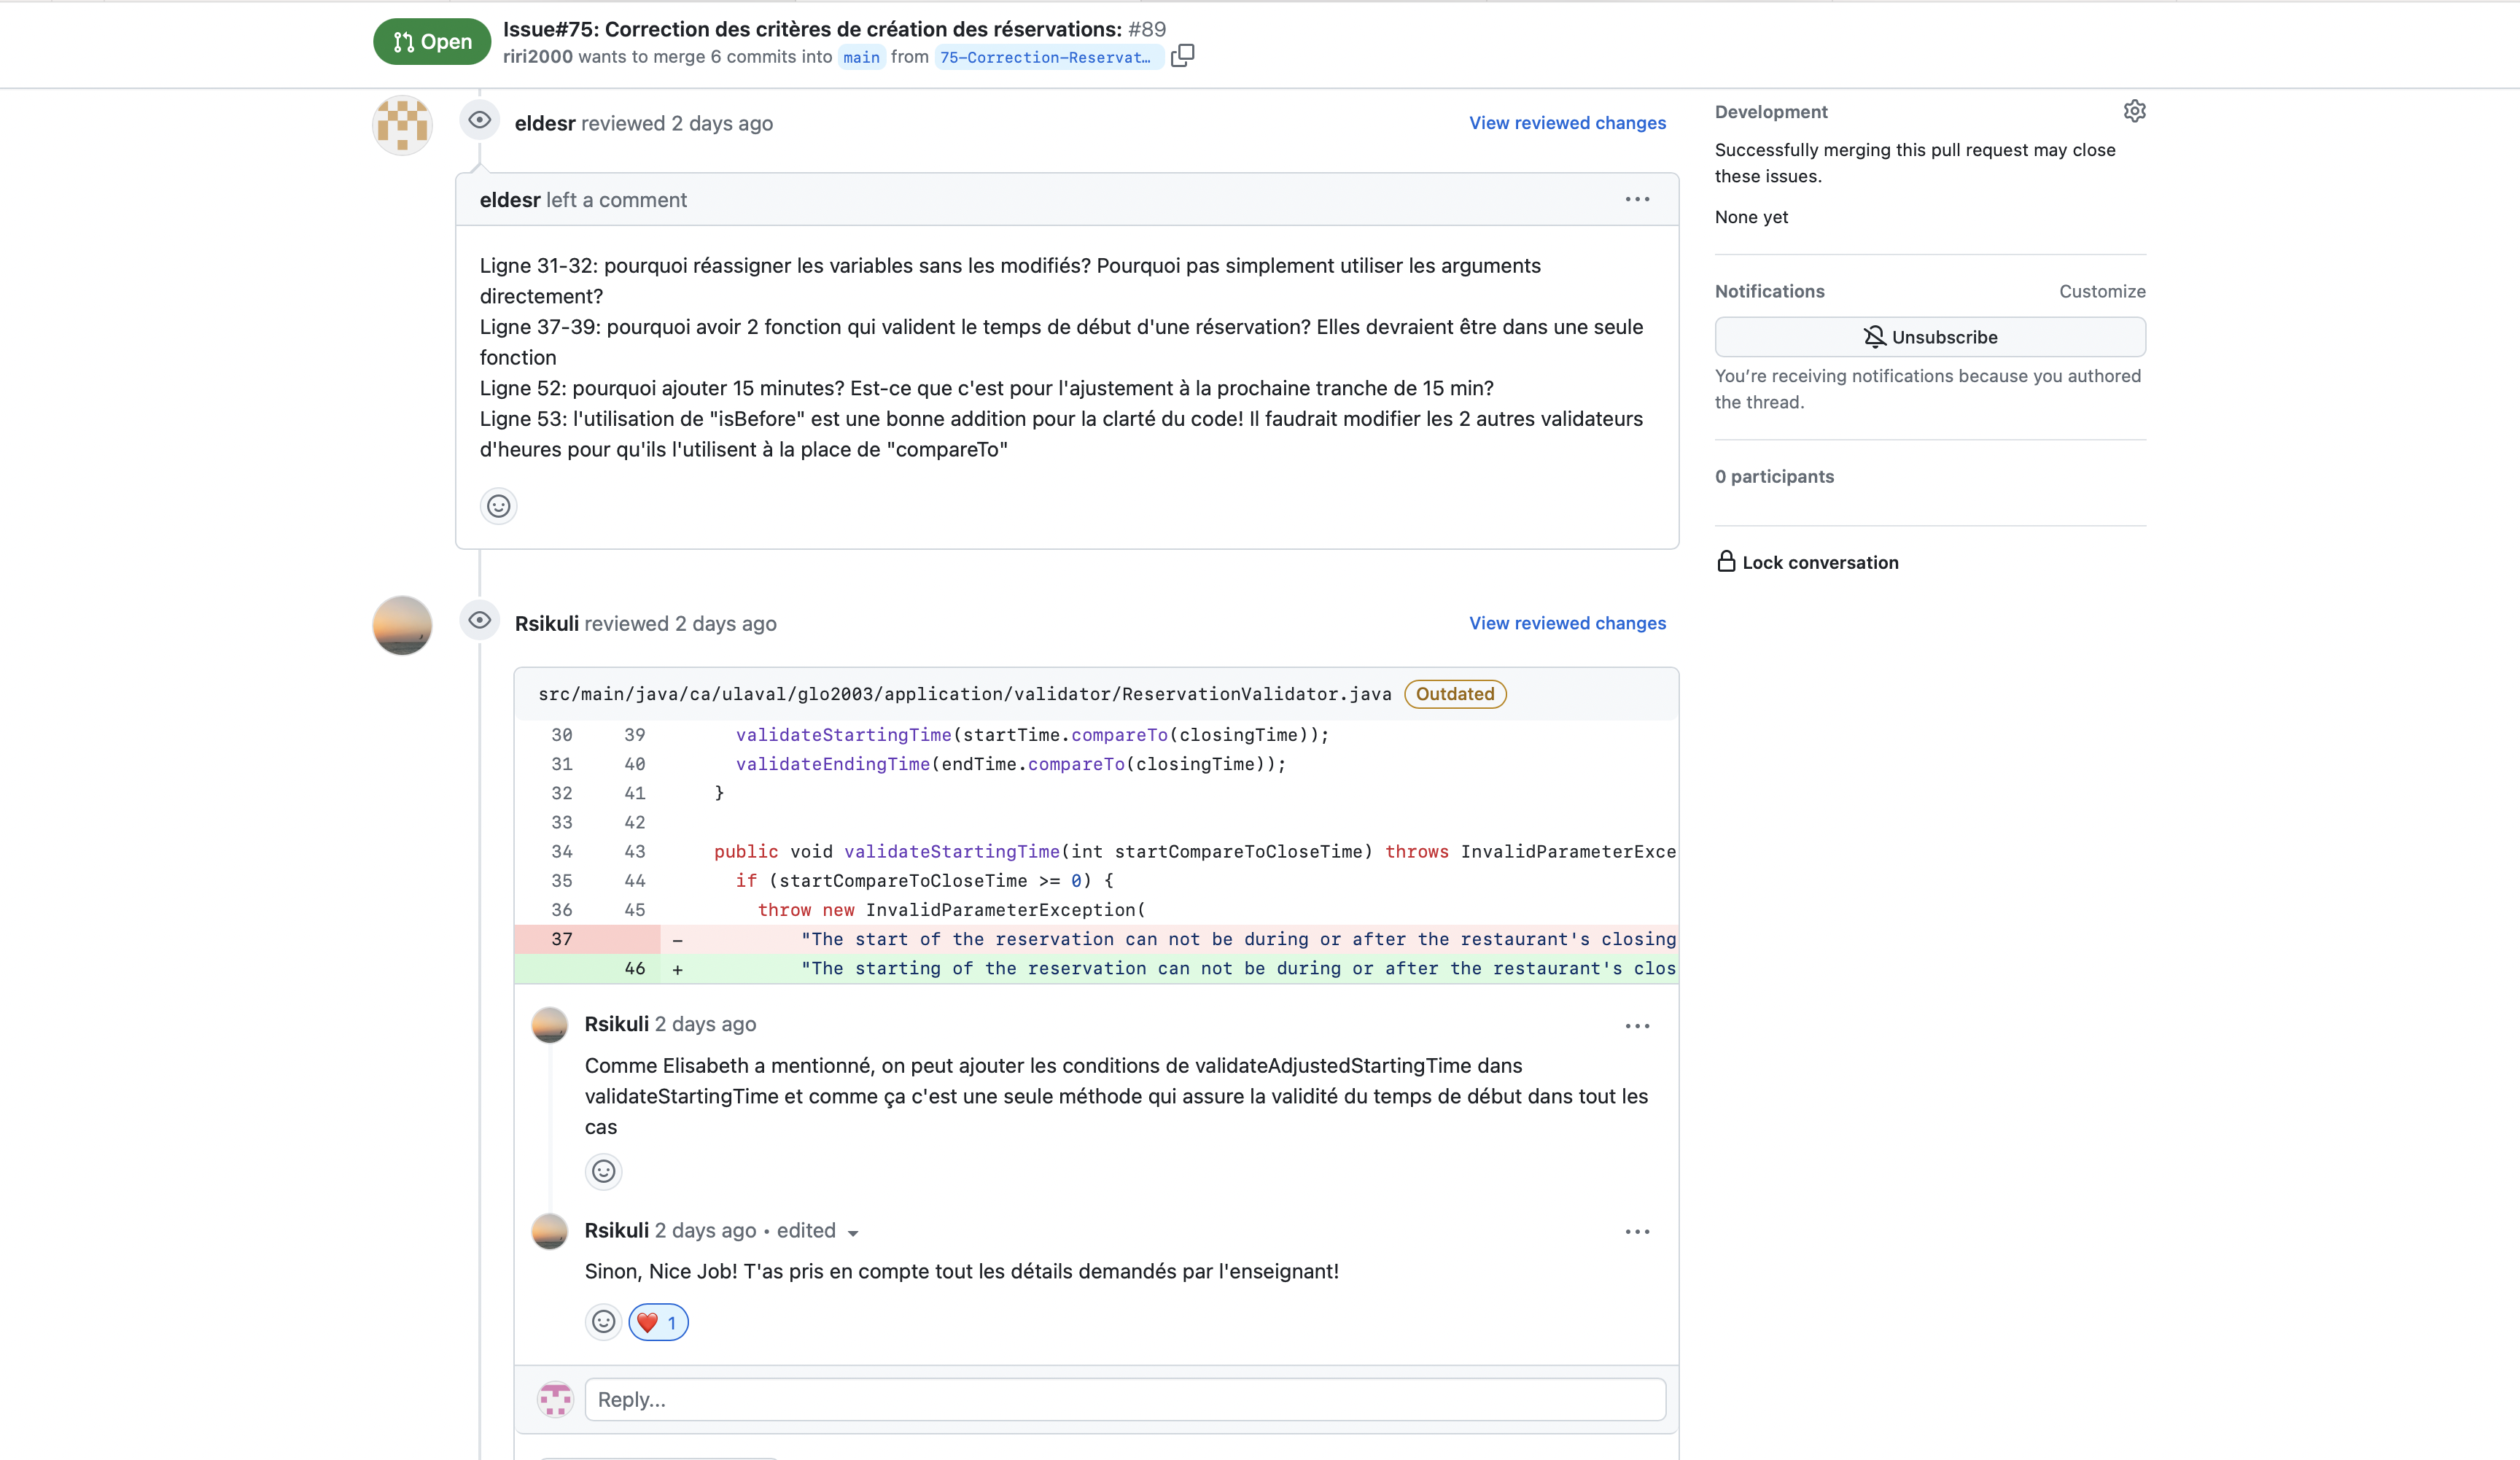 Open
Issue#75: Correction des critères de création des réservations: #89
riri2000 wants to merge 6 commits into main from 75-Correction-Reservat…
eldesr reviewed 2 days ago
View reviewed changes
eldesr left a comment
Ligne 31-32: pourquoi réassigner les variables sans les modifiés? Pourquoi pas simplement utiliser les arguments
directement?
Ligne 37-39: pourquoi avoir 2 fonction qui valident le temps de début d'une réservation? Elles devraient être dans une seule
fonction
Ligne 52: pourquoi ajouter 15 minutes? Est-ce que c'est pour l'ajustement à la prochaine tranche de 15 min?
Ligne 53: l'utilisation de "isBefore" est une bonne addition pour la clarté du code! Il faudrait modifier les 2 autres validateurs
d'heures pour qu'ils l'utilisent à la place de "compareTo"
Rsikuli reviewed 2 days ago
View reviewed changes
src/main/java/ca/ulaval/glo2003/application/validator/ReservationValidator.java Outdated
30 39 validateStartingTime(startTime.compareTo(closingTime));
31 40 validateEndingTime(endTime.compareTo(closingTime));
32 41 }
33 42
34 43 public void validateStartingTime(int startCompareToCloseTime) throws InvalidParameterExce
35 44 if (startCompareToCloseTime >= 0) {
36 45 throw new InvalidParameterException(
37 - "The start of the reservation can not be during or after the restaurant's closing
46 + "The starting of the reservation can not be during or after the restaurant's clos
Rsikuli 2 days ago
Comme Elisabeth a mentionné, on peut ajouter les conditions de validateAdjustedStartingTime dans
validateStartingTime et comme ça c'est une seule méthode qui assure la validité du temps de début dans tout les
cas
Rsikuli 2 days ago • edited
Sinon, Nice Job! T'as pris en compte tout les détails demandés par l'enseignant!
1
Reply...
Development
Successfully merging this pull request may close
these issues.
None yet
Notifications
Customize
Unsubscribe
You're receiving notifications because you authored
the thread.
0 participants
Lock conversation